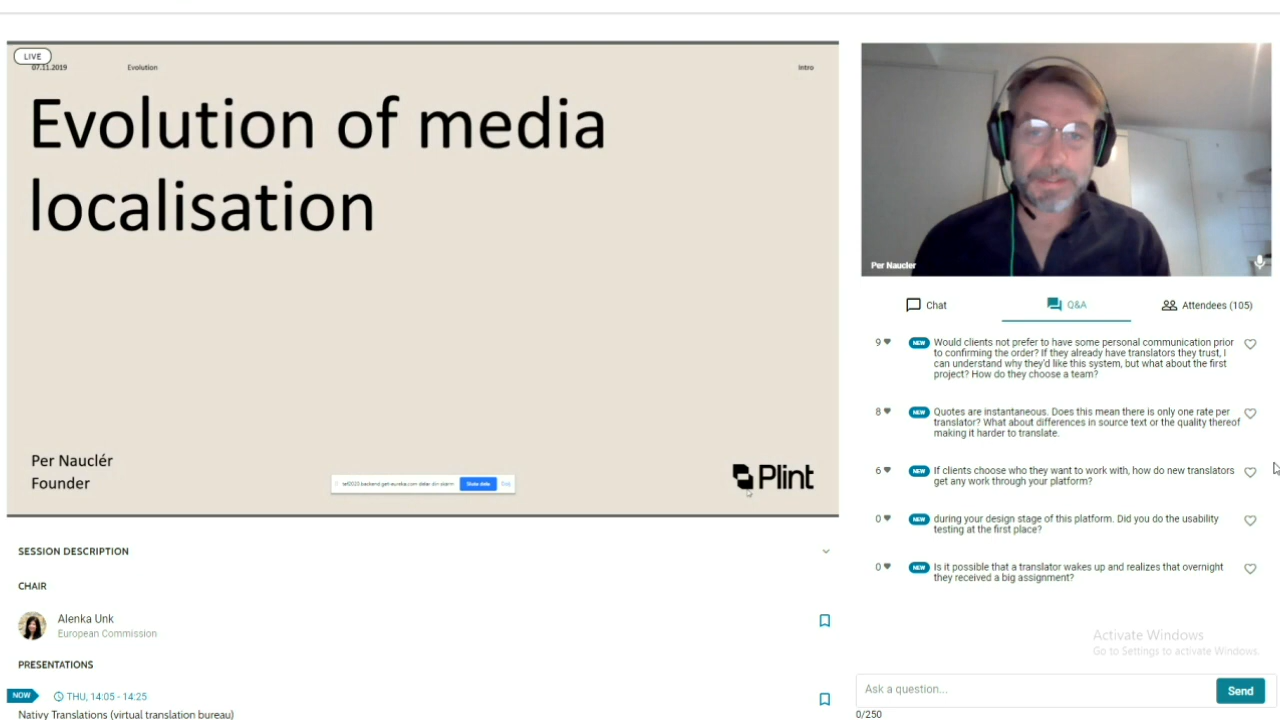 LIVE
07.11.2019
Evolution
Intro
Evolution of media
localisation
Per Nauclér
Founder
Plint
Per Naucler
Chat
Q&A
Attendees (105)
9
NEW
Would clients not prefer to have some personal communication prior
to confirming the order? If they already have translators they trust, I
can understand why they'd like this system, but what about the first
project? How do they choose a team?
8
NEW
Quotes are instantaneous. Does this mean there is only one rate per
translator? What about differences in source text or the quality thereof
making it harder to translate.
6
NEW
If clients choose who they want to work with, how do new translators
get any work through your platform?
0
NEW
during your design stage of this platform. Did you do the usability
testing at the first place?
0
NEW
Is it possible that a translator wakes up and realizes that overnight
they received a big assignment?
SESSION DESCRIPTION
CHAIR
Alenka Unk
European Commission
PRESENTATIONS
NOW
THU, 14:05 - 14:25
Nativy Translations (virtual translation bureau)
Activate Windows
Go to Settings to activate Windows.
Ask a question...
Send
0/250